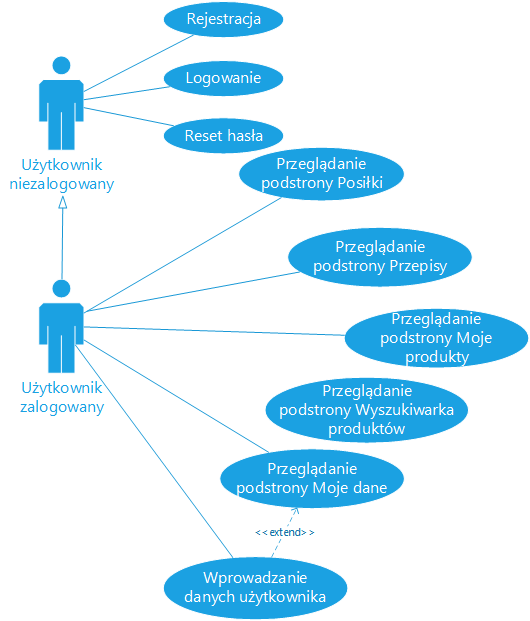 Rejestracja
Logowanie
Reset hasła
Użytkownik
niezalogowany
Przeglądanie
podstrony Posiłki
Przeglądanie
podstrony Przepisy
Przeglądanie
podstrony Moje
produkty
Użytkownik
zalogowany
Przeglądanie
podstrony Wyszukiwarka
produktów
Przeglądanie
podstrony Moje dane
<<extend>>
Wprowadzanie
danych użytkownika